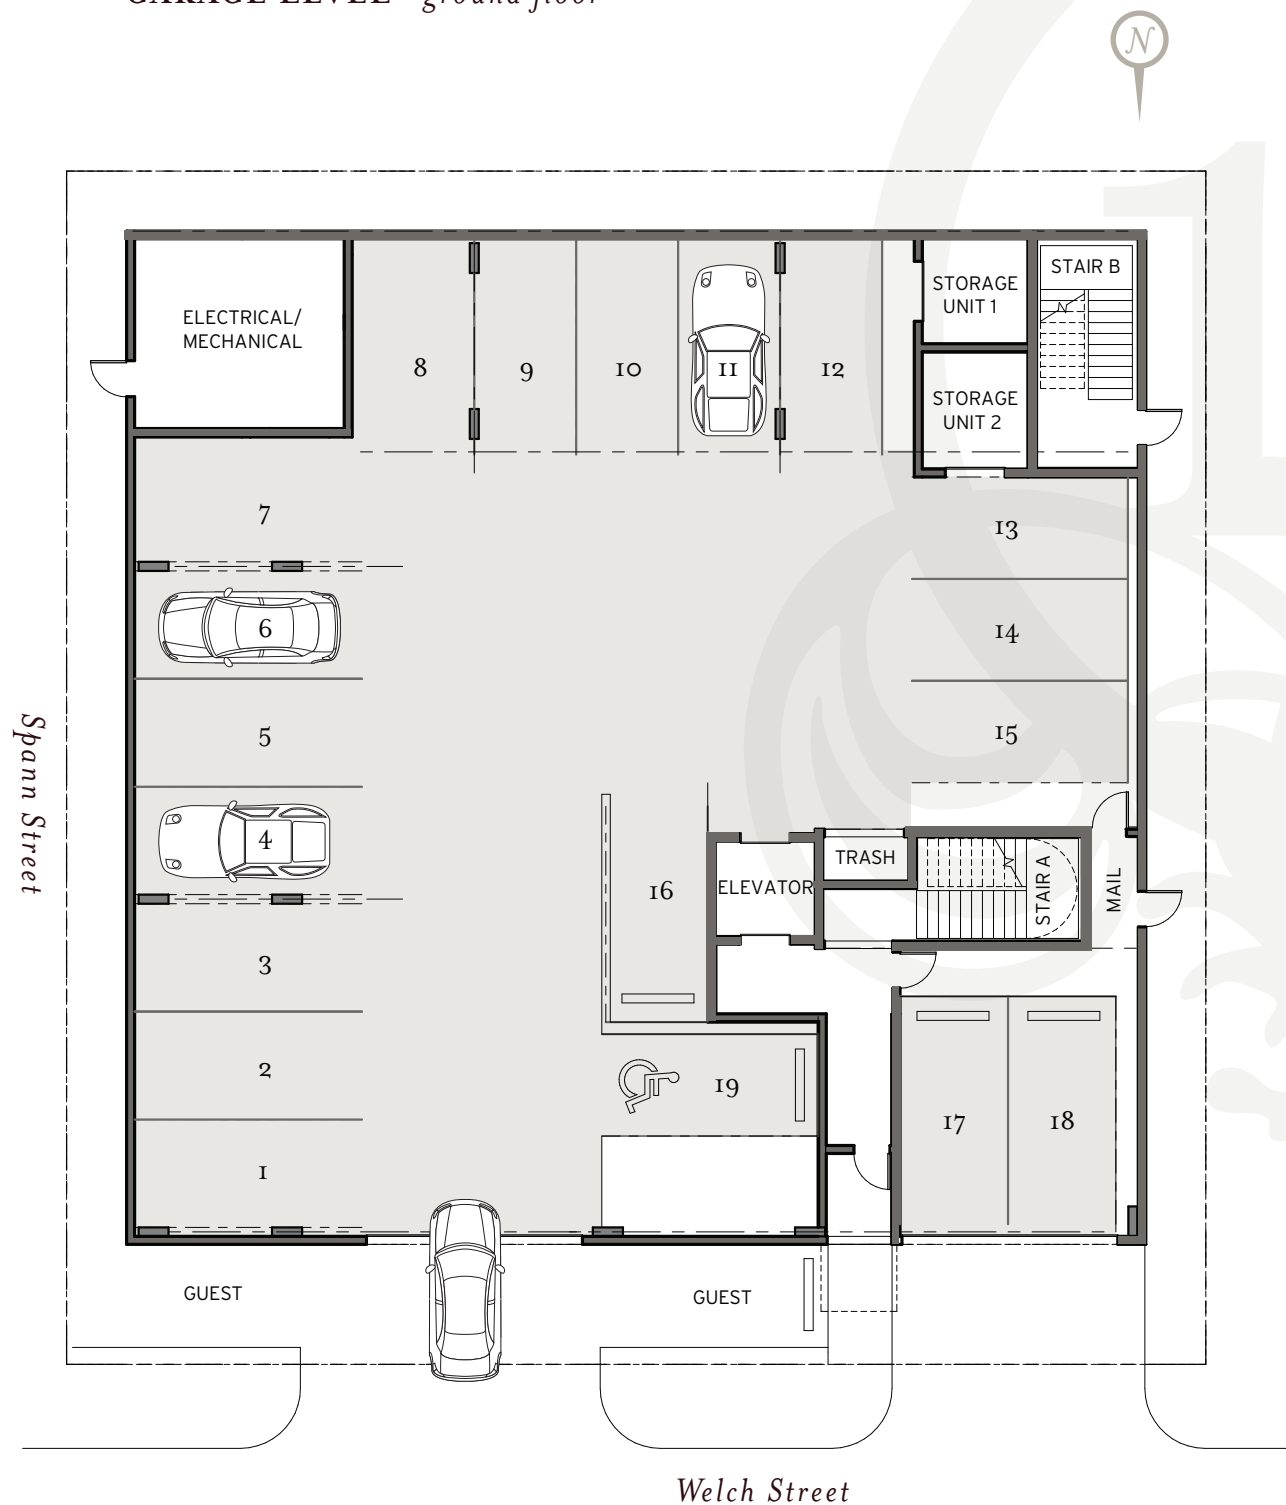 GARAGE LEVEL ground floor
N
STAIR B
STORAGE
UNIT 1
ELECTRICAL/
MECHANICAL
8
9
10
11
12
STORAGE
UNIT 2
7
13
6
14
5
15
Spann Street
4
TRASH
16
ELEVATOR
STAIR A
MAIL
3
2
19
17
18
1
GUEST
GUEST
Welch Street